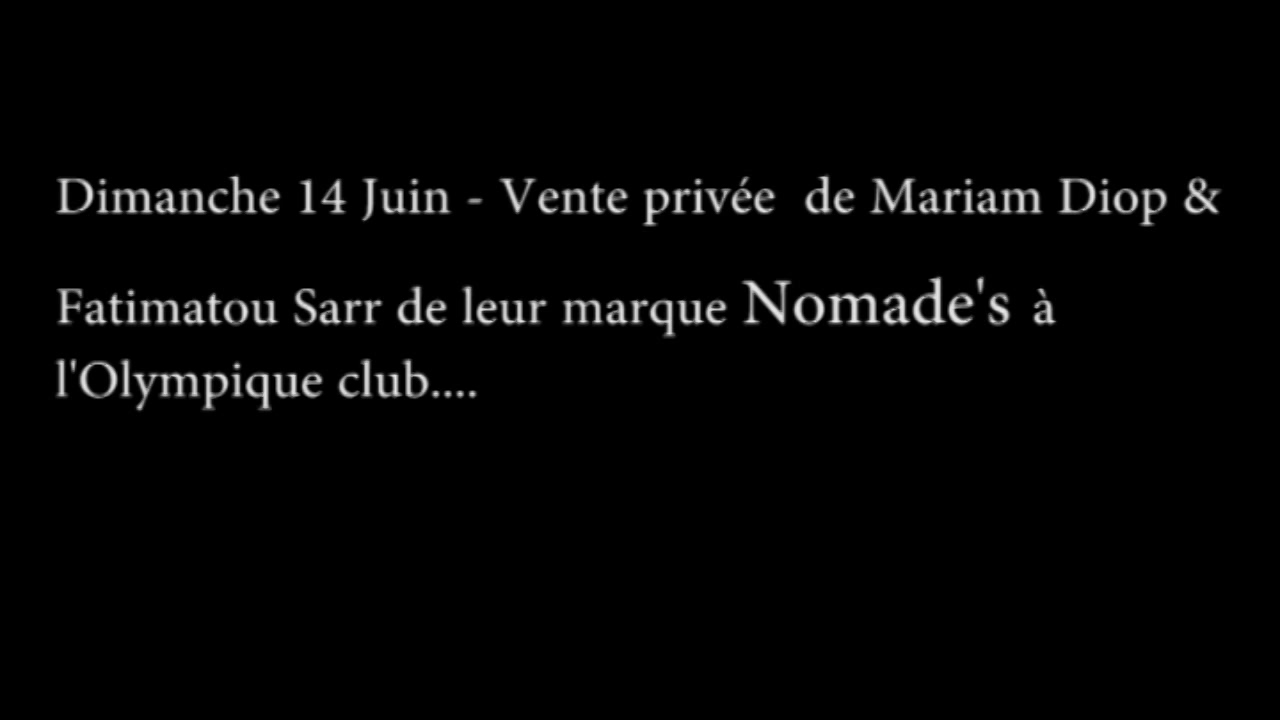 Dimanche 14 Juin - Vente privée  de Mariam Diop &
Fatimatou Sarr de leur marque Nomade's à
l'Olympique club....